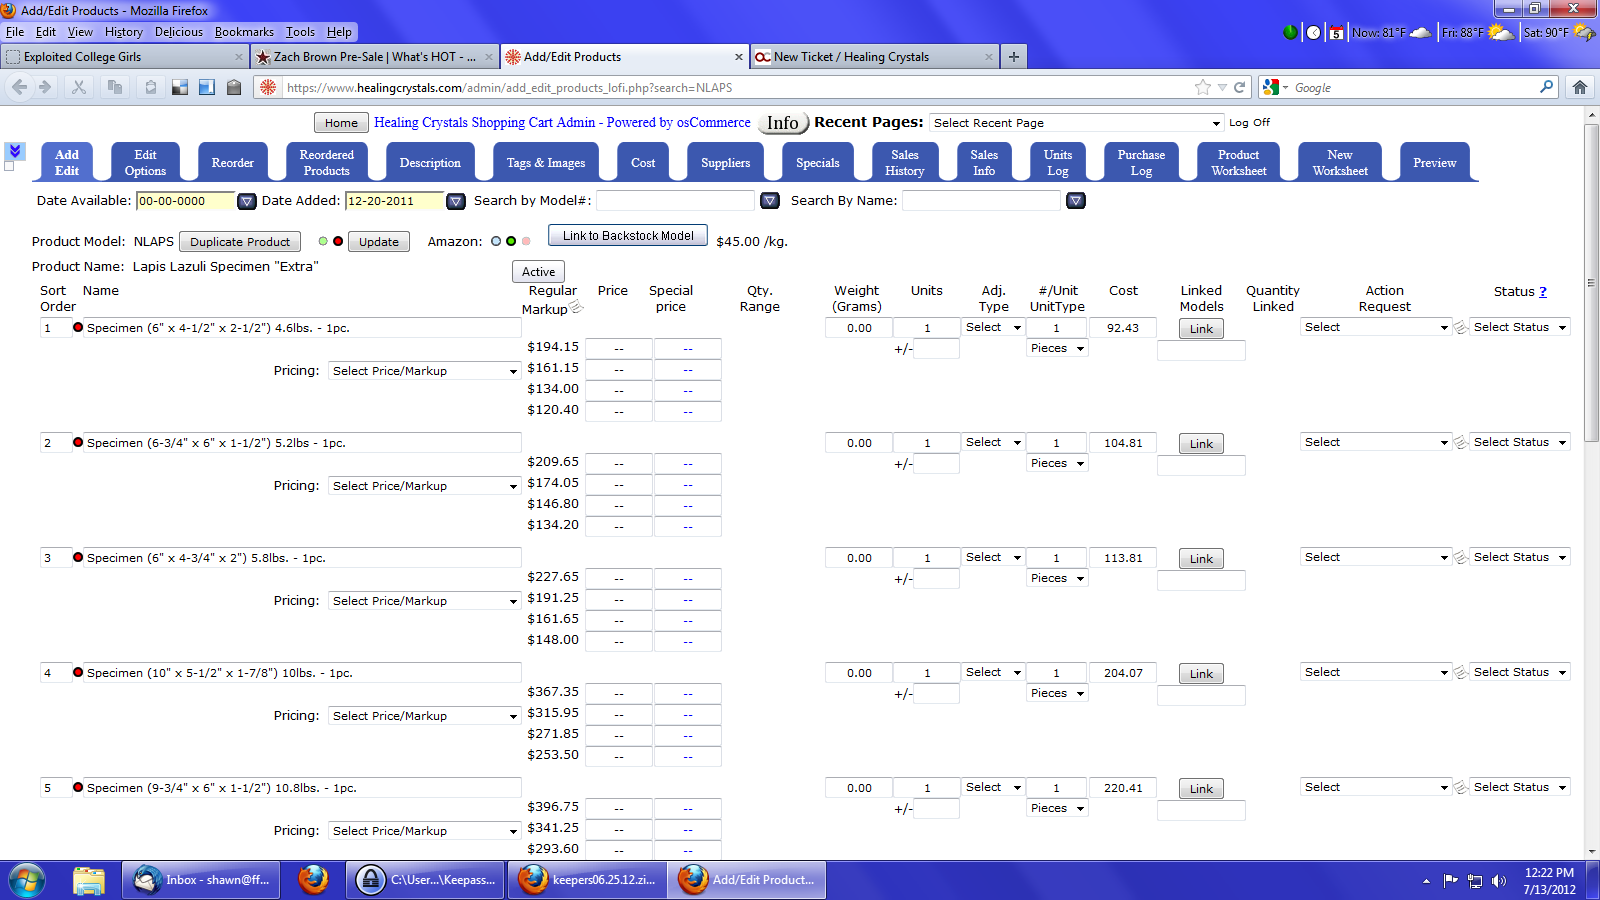 Add/Edit Products - Mozilla Firefox
File Edit View History Delicious Bookmarks Tools Help
5 Now: 81°F Fri: 88°F Sat: 90°F
Exploited College Girls
Zach Brown Pre-Sale | What's HOT - ...
Add/Edit Products
New Ticket / Healing Crystals
https://www.healingcrystals.com/admin/add_edit_products_lofi.php?search=NLAPS
Google
Home Healing Crystals Shopping Cart Admin - Powered by osCommerce Info Recent Pages: Select Recent Page Log Off
Add Edit
Edit Options
Reorder
Reordered Products
Description
Tags & Images
Cost
Suppliers
Specials
Sales History
Sales Info
Units Log
Purchase Log
Product Worksheet
New Worksheet
Preview
Date Available: 00-00-0000 Date Added: 12-20-2011 Search by Model#: Search By Name:
Product Model: NLAPS Duplicate Product Update Amazon: Link to Backstock Model $45.00 /kg.
Product Name: Lapis Lazuli Specimen "Extra"
Active
Sort Order Name Regular Markup Price Special price Qty. Range Weight (Grams) Units Adj. Type #/Unit UnitType Cost Linked Models Quantity Linked Action Request Status ?
1 Specimen (6" x 4-1/2" x 2-1/2") 4.6lbs. - 1pc. 0.00 1 Select 1 92.43 Link Select Select Status
$194.15 -- -- +/- Pieces
Pricing: Select Price/Markup $161.15 -- --
$134.00 -- --
$120.40 -- --
2 Specimen (6-3/4" x 6" x 1-1/2") 5.2lbs - 1pc. 0.00 1 Select 1 104.81 Link Select Select Status
$209.65 -- -- +/- Pieces
Pricing: Select Price/Markup $174.05 -- --
$146.80 -- --
$134.20 -- --
3 Specimen (6" x 4-3/4" x 2") 5.8lbs. - 1pc. 0.00 1 Select 1 113.81 Link Select Select Status
$227.65 -- -- +/- Pieces
Pricing: Select Price/Markup $191.25 -- --
$161.65 -- --
$148.00 -- --
4 Specimen (10" x 5-1/2" x 1-7/8") 10lbs. - 1pc. 0.00 1 Select 1 204.07 Link Select Select Status
$367.35 -- -- +/- Pieces
Pricing: Select Price/Markup $315.95 -- --
$271.85 -- --
$253.50 -- --
5 Specimen (9-3/4" x 6" x 1-1/2") 10.8lbs. - 1pc. 0.00 1 Select 1 220.41 Link Select Select Status
$396.75 -- -- +/- Pieces
Pricing: Select Price/Markup $341.25 -- --
$293.60 -- --
Inbox - shawn@ff...
C:\User...\Keepass...
keepers06.25.12.zi...
Add/Edit Product...
12:22 PM
7/13/2012